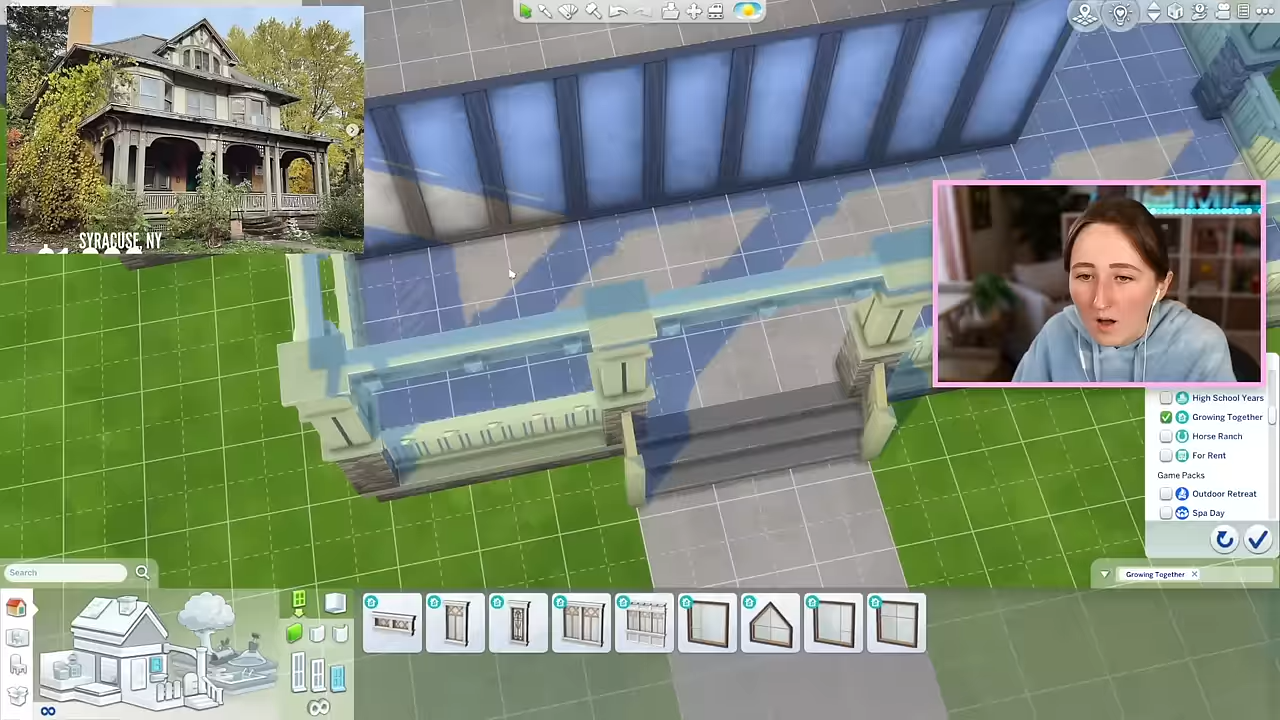 SYRACUSE, NY
High School Years
Growing Together
Horse Ranch
For Rent
Game Packs
Outdoor Retreat
Spa Day
Growing Together
Search